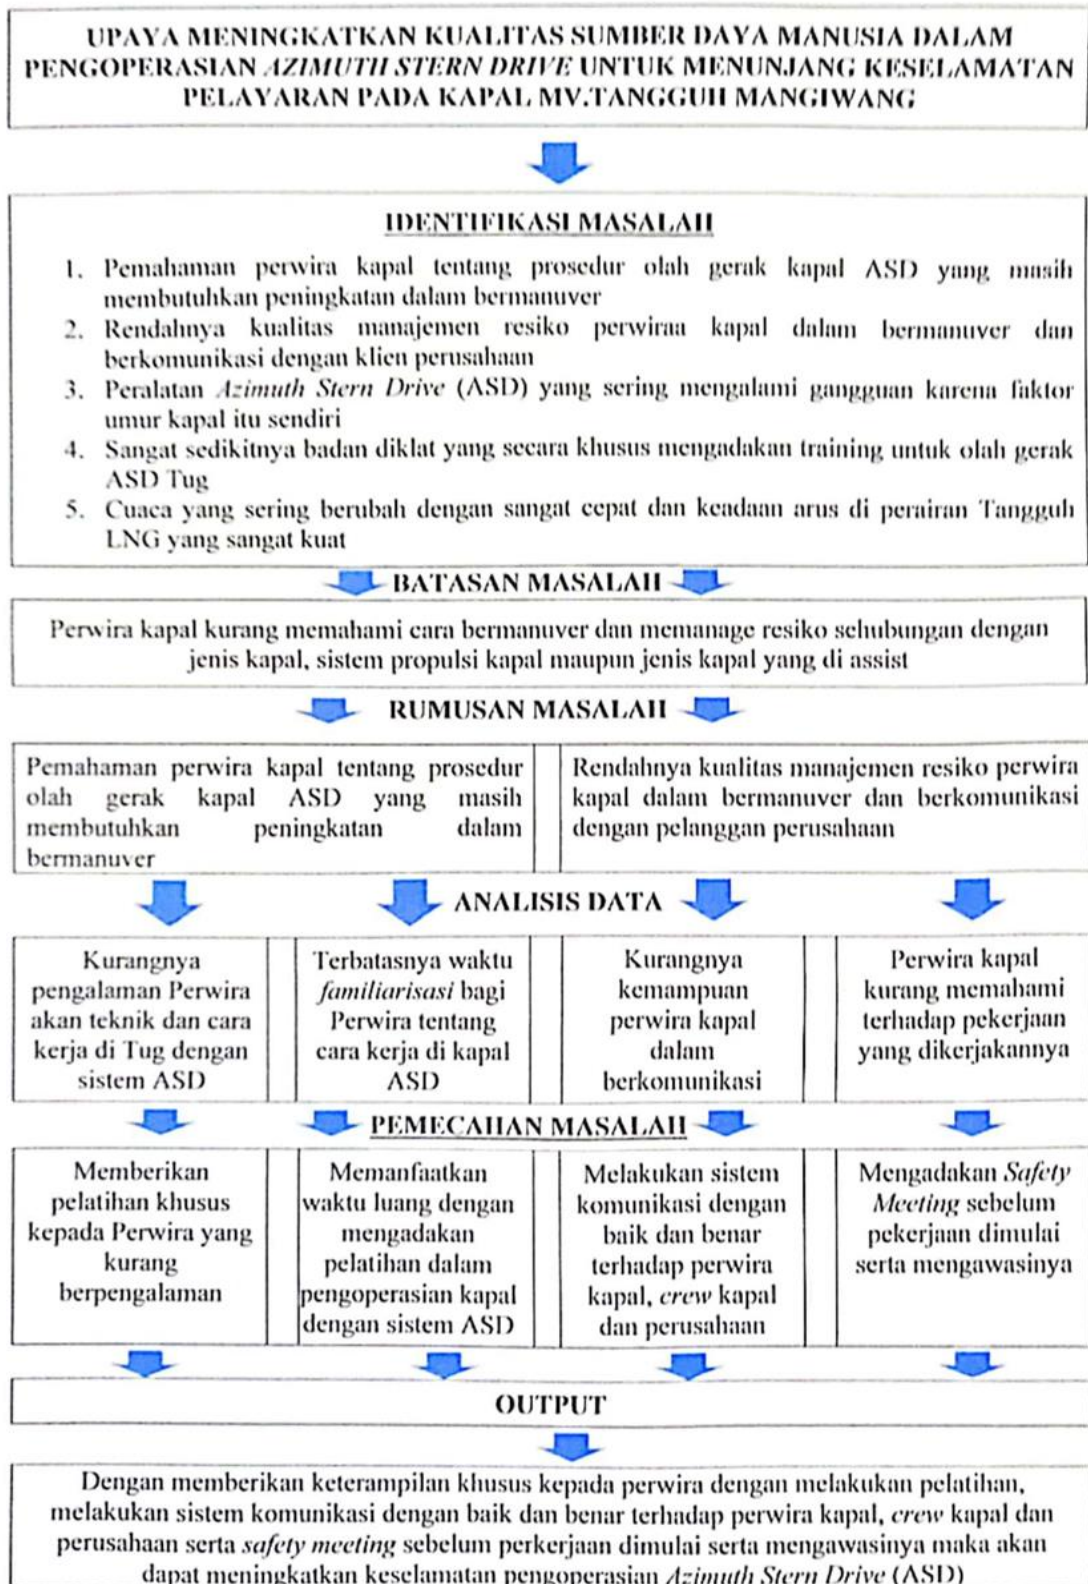 UPAYA MENINGKATKAN KUALITAS SUMBER DAYA MANUSIA DALAM
PENGOPERASIAN AZIMUTH STERN DRIVE UNTUK MENUNJANG KESELAMATAN
PELAYARAN PADA KAPAL MV.TANGGUH MANGIWANG
IDENTIFIKASI MASALAH
1. Pemahaman perwira kapal tentang prosedur olah gerak kapal ASD yang masih
membutuhkan peningkatan dalam bermanuver
2. Rendahnya kualitas manajemen resiko perwiraa kapal dalam bermanuver dan
berkomunikasi dengan klien perusahaan
3. Peralatan Azimuth Stern Drive (ASD) yang sering mengalami gangguan karena faktor
umur kapal itu sendiri
4. Sangat sedikitnya badan diklat yang secara khusus mengadakan training untuk olah gerak
ASD Tug
5. Cuaca yang sering berubah dengan sangat cepat dan keadaan arus di perairan Tangguh
LNG yang sangat kuat
BATASAN MASALAH
Perwira kapal kurang memahami cara bermanuver dan memanage resiko sehubungan dengan
jenis kapal, sistem propulsi kapal maupun jenis kapal yang di assist
RUMUSAN MASALAH
Pemahaman perwira kapal tentang prosedur
olah gerak kapal ASD yang masih
membutuhkan peningkatan dalam
bermanuver
Rendahnya kualitas manajemen resiko perwira
kapal dalam bermanuver dan berkomunikasi
dengan pelanggan perusahaan
ANALISIS DATA
Kurangnya
pengalaman Perwira
akan teknik dan cara
kerja di Tug dengan
sistem ASD
Terbatasnya waktu
familiarisasi bagi
Perwira tentang
cara kerja di kapal
ASD
Kurangnya
kemampuan
perwira kapal
dalam
berkomunikasi
Perwira kapal
kurang memahami
terhadap pekerjaan
yang dikerjakannya
PEMECAHAN MASALAH
Memberikan
pelatihan khusus
kepada Perwira yang
kurang
berpengalaman
Memanfaatkan
waktu luang dengan
mengadakan
pelatihan dalam
pengoperasian kapal
dengan sistem ASD
Melakukan sistem
komunikasi dengan
baik dan benar
terhadap perwira
kapal, crew kapal
dan perusahaan
Mengadakan Safety
Meeting sebelum
pekerjaan dimulai
serta mengawasinya
OUTPUT
Dengan memberikan keterampilan khusus kepada perwira dengan melakukan pelatihan,
melakukan sistem komunikasi dengan baik dan benar terhadap perwira kapal, crew kapal dan
perusahaan serta safety meeting sebelum perkerjaan dimulai serta mengawasinya maka akan
dapat meningkatkan keselamatan pengoperasian Azimuth Stern Drive (ASD)